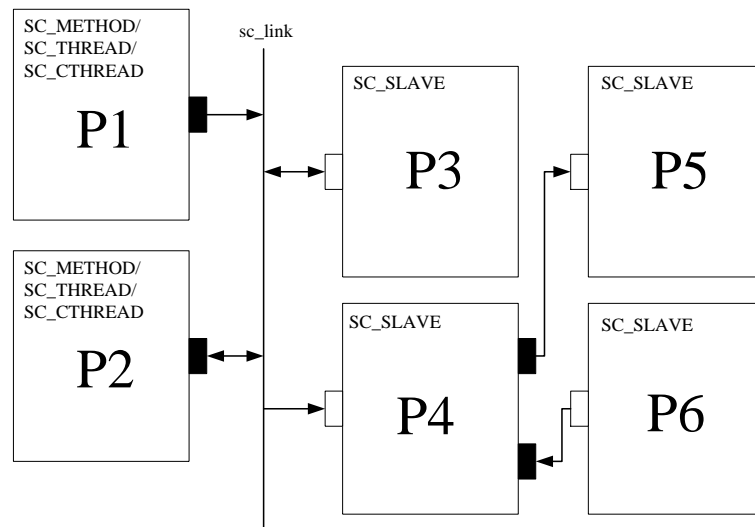 SC_METHOD/
SC_THREAD/
SC_CTHREAD
P1
sc_link
SC_SLAVE
P3
SC_SLAVE
P5
SC_METHOD/
SC_THREAD/
SC_CTHREAD
P2
SC_SLAVE
P4
SC_SLAVE
P6